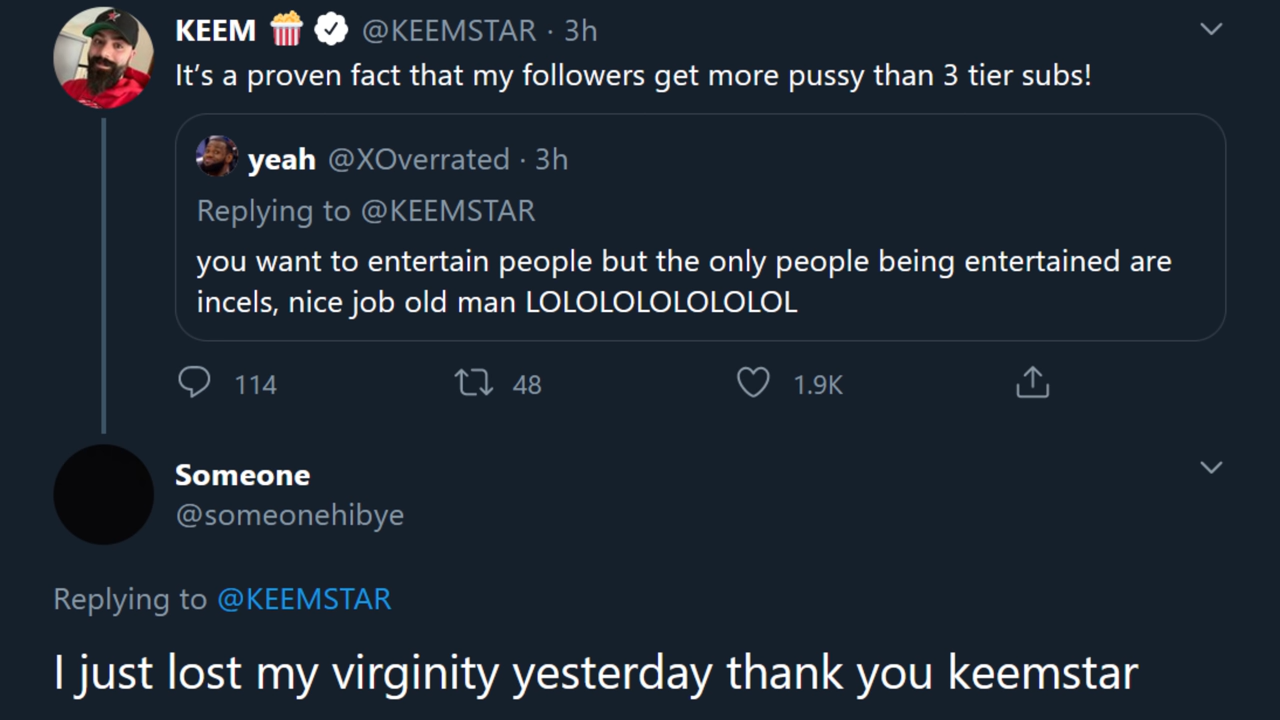 KEEM 🍿 @KEEMSTAR · 3h
It’s a proven fact that my followers get more pussy than 3 tier subs!
yeah @XOverrated · 3h
Replying to @KEEMSTAR
you want to entertain people but the only people being entertained are
incels, nice job old man LOLOLOLOLOLOLOL
114 48 1.9K
Someone
@someonehibye
Replying to @KEEMSTAR
I just lost my virginity yesterday thank you keemstar